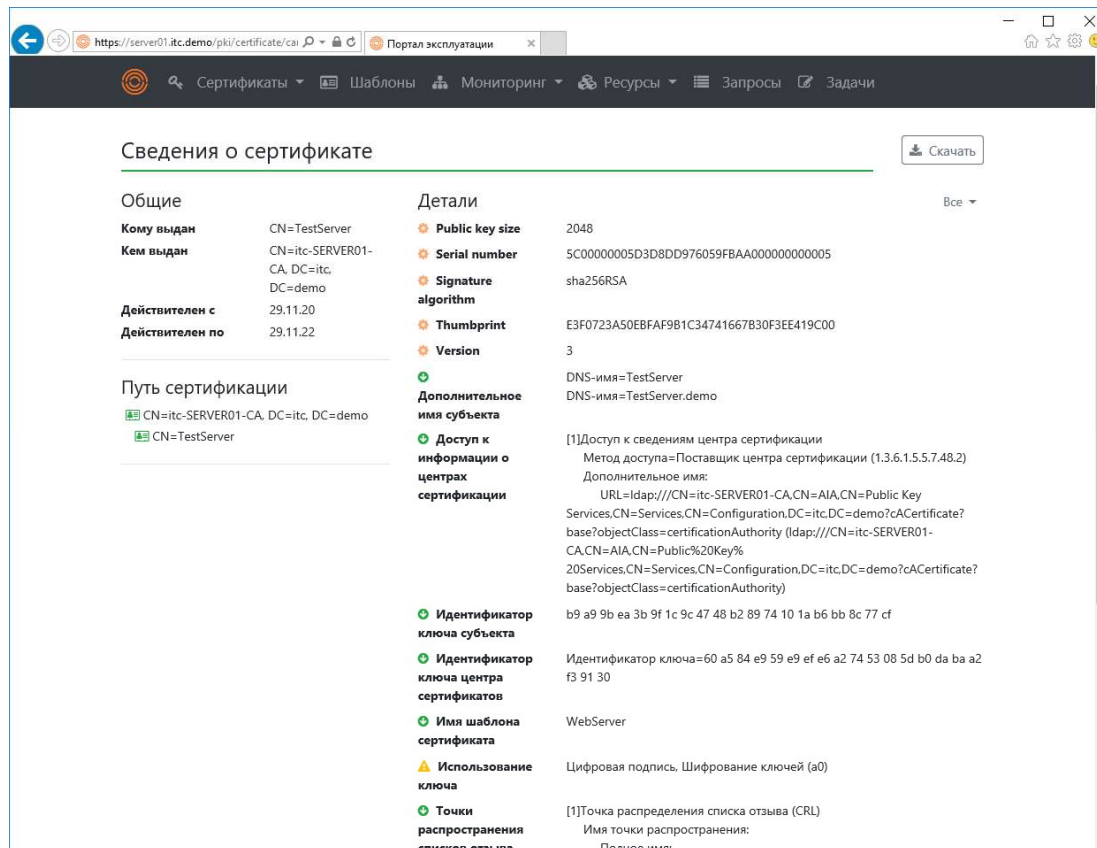 https://server01.itc.demo/pki/certificate/cai
Портал эксплуатации
Сертификаты Шаблоны Мониторинг Ресурсы Запросы Задачи
Сведения о сертификате
Скачать
Общие
Кому выдан CN=TestServer
Кем выдан CN=itc-SERVER01-
CA, DC=itc,
DC=demo
Действителен с 29.11.20
Действителен по 29.11.22
Путь сертификации
CN=itc-SERVER01-CA, DC=itc, DC=demo
CN=TestServer
Детали
Все
Public key size 2048
Serial number 5C00000005D3D8DD976059FBAA000000000005
Signature sha256RSA
algorithm
Thumbprint E3F0723A50EBFAF9B1C34741667B30F3EE419C00
Version 3
DNS-имя=TestServer
Дополнительное DNS-имя=TestServer.demo
имя субъекта
Доступ к [1]Доступ к сведениям центра сертификации
информации о Метод доступа=Поставщик центра сертификации (1.3.6.1.5.5.7.48.2)
центрах Дополнительное имя:
сертификации URL=ldap:///CN=itc-SERVER01-CA,CN=AIA,CN=Public Key
Services,CN=Services,CN=Configuration,DC=itc,DC=demo?cACertificate?
base?objectClass=certificationAuthority (ldap:///CN=itc-SERVER01-
CA,CN=AIA,CN=Public%20Key%
20Services,CN=Services,CN=Configuration,DC=itc,DC=demo?cACertificate?
base?objectClass=certificationAuthority)
Идентификатор b9 a9 9b ea 3b 9f 1c 9c 47 48 b2 89 74 10 1a b6 bb 8c 77 cf
ключа субъекта
Идентификатор Идентификатор ключа=60 a5 84 e9 59 e9 ef e6 a2 74 53 08 5d b0 da ba a2
ключа центра f3 91 30
сертификатов
Имя шаблона WebServer
сертификата
Использование Цифровая подпись, Шифрование ключей (a0)
ключа
Точки [1]Точка распределения списка отзыва (CRL)
распространения Имя точки распространения:
списков отзыва Полное имя: